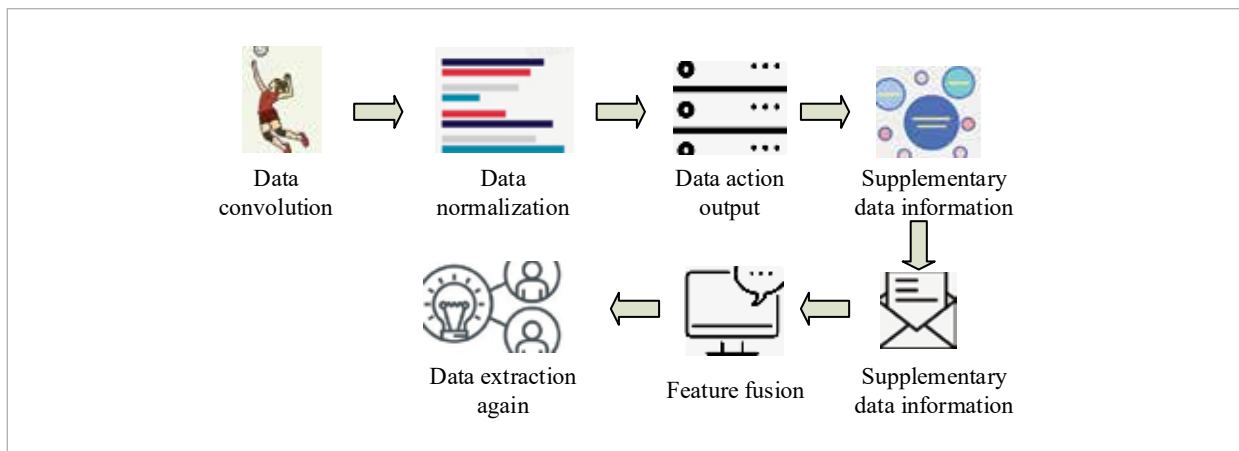 Data
convolution
Data
normalization
Data action
output
Supplementary
data information
Data extraction
again
Feature fusion
Supplementary
data information